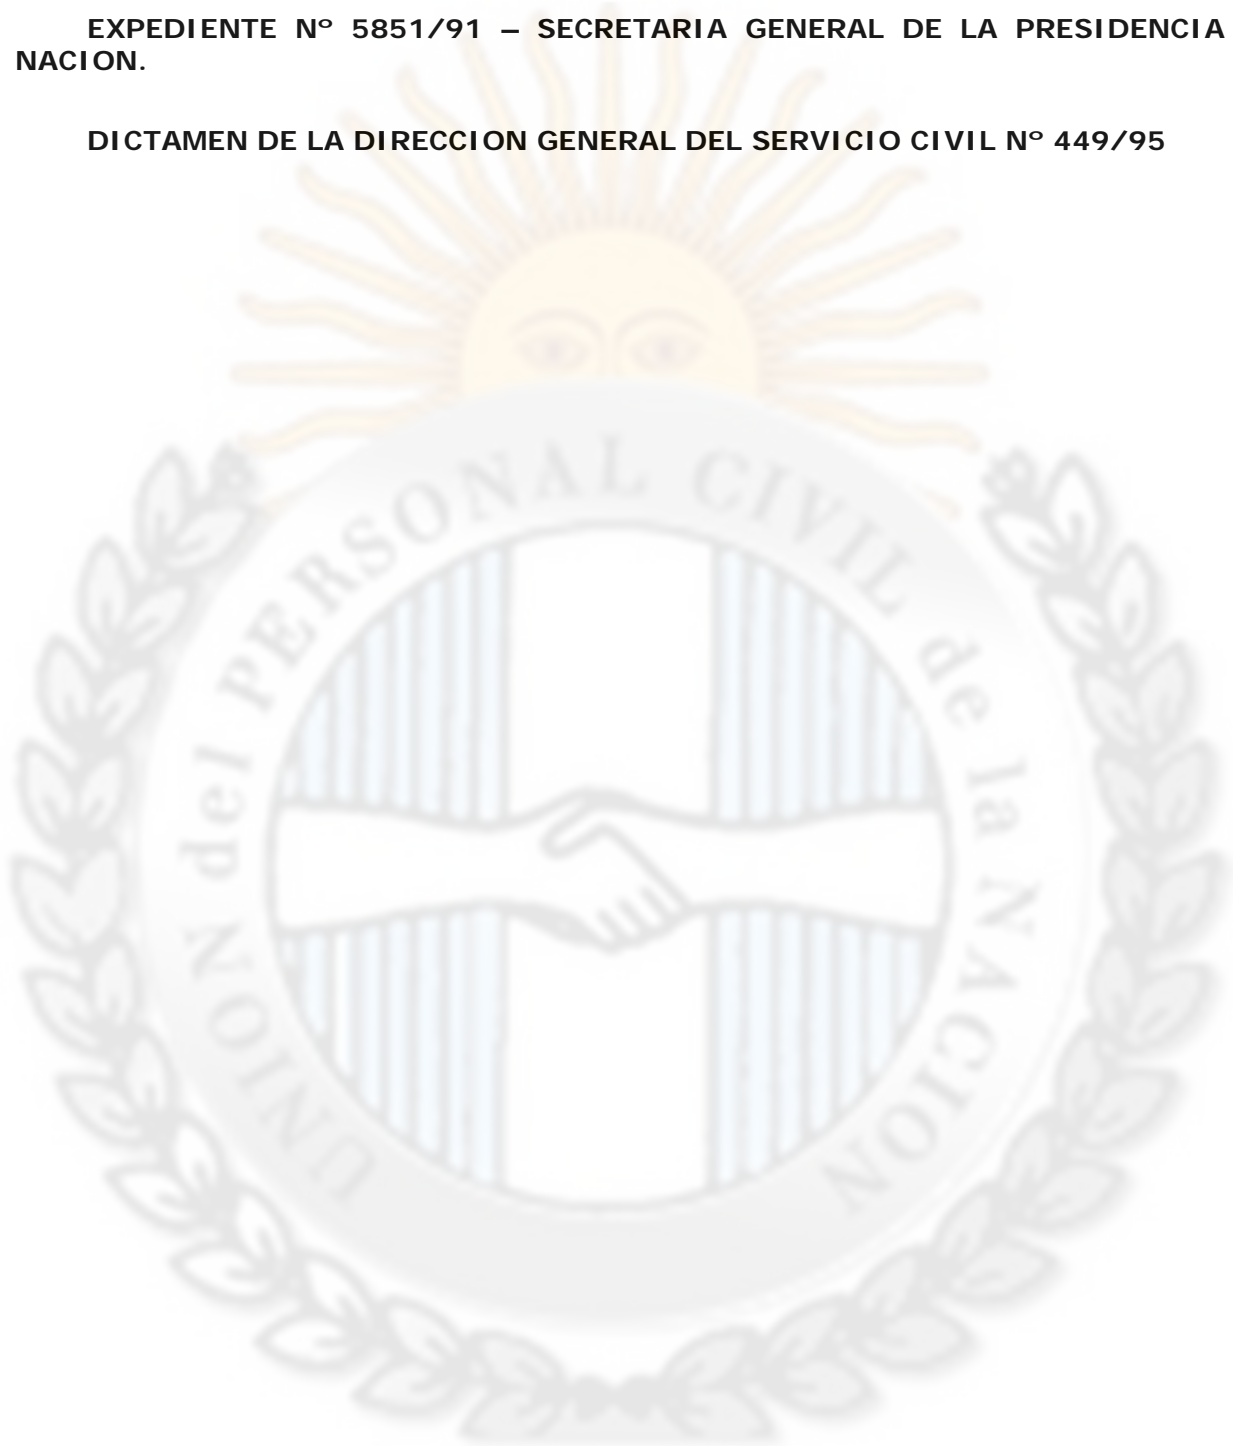 EXPEDIENTE Nº 5851/91 – SECRETARIA GENERAL DE LA PRESIDENCIA
NACION.
DICTAMEN DE LA DIRECCION GENERAL DEL SERVICIO CIVIL Nº 449/95
UNION del PERSONAL CIVIL de la NACION